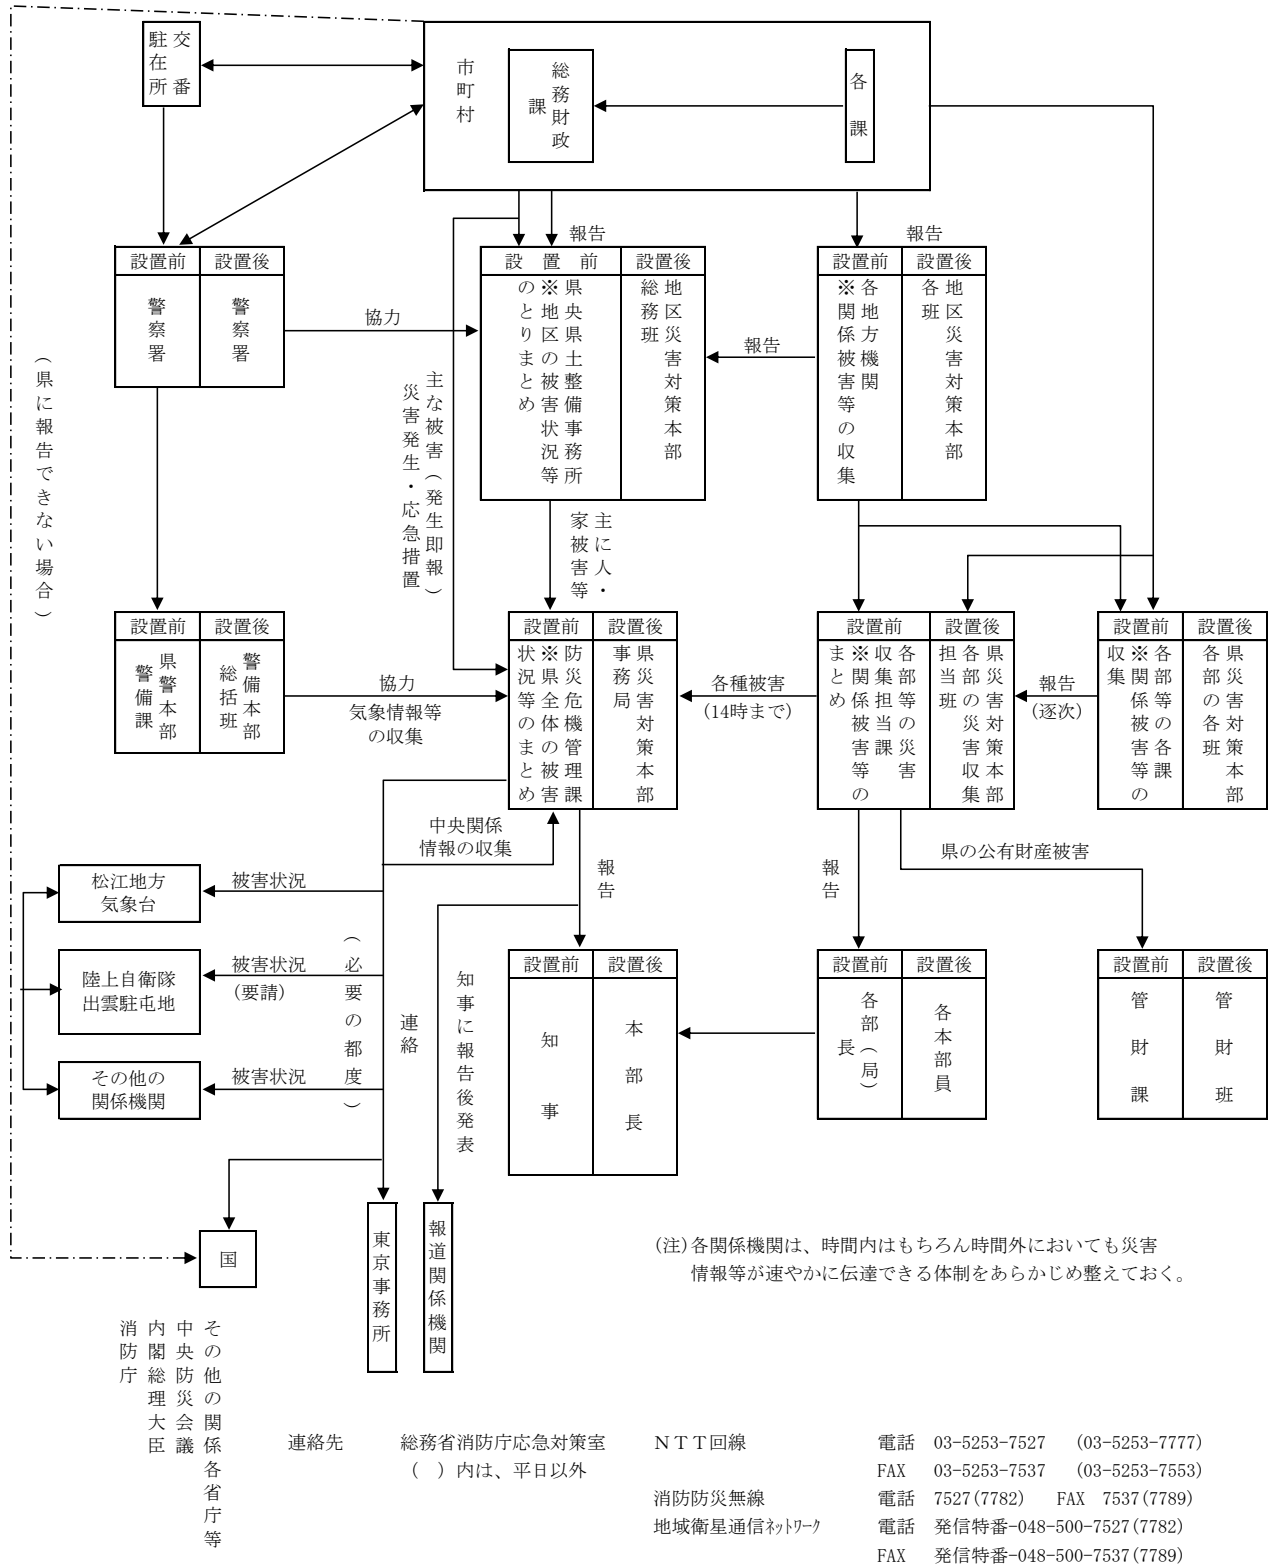 交番
駐在所
市町村
総務財政
課
各課
報告
報告
設置前
設置後
警察署
警察署
協力
設置前
設置後
県央県土整備事務所
※地区の被害状況等
のとりまとめ
地区災害対策本部
総務班
報告
設置前
設置後
各地方機関
※関係被害等の収集
地区災害対策本部
各班
(県に報告できない場合)
主な被害(発生即報)
災害発生・応急措置
主に人・
家被害等
設置前
設置後
県警本部
警備課
警備本部
総括班
協力
気象情報等
の収集
設置前
設置後
防災危機管理課
※県全体の被害
状況等のまとめ
県災害対策本部
事務局
各種被害
(14時まで)
設置前
設置後
各部等の災害
収集担当課
※関係被害等の
まとめ
県災害対策本部
各部の災害収集
担当班
報告
(逐次)
設置前
設置後
各部等の各課
※関係被害等の
収集
県災害対策本部
各部の各班
中央関係
情報の収集
報告
報告
県の公有財産被害
松江地方
気象台
被害状況
陸上自衛隊
出雲駐屯地
被害状況
(要請)
その他の
関係機関
被害状況
(必要の都度)
連絡
知事に報告後発表
設置前
設置後
知事
本部長
設置前
設置後
各部(局)
長
各本部員
設置前
設置後
管財課
管財班
国
東京事務所
報道関係機関
(注)各関係機関は、時間内はもちろん時間外においても災害
情報等が速やかに伝達できる体制をあらかじめ整えておく。
その他の関係各省庁等
中央防災会議
内閣総理大臣
消防庁
連絡先 総務省消防庁応急対策室 NTT回線 電話 03-5253-7527 (03-5253-7777)
( )内は、平日以外 FAX 03-5253-7537 (03-5253-7553)
消防防災無線 電話 7527(7782) FAX 7537(7789)
地域衛星通信ネットワーク 電話 発信特番-048-500-7527(7782)
FAX 発信特番-048-500-7537(7789)